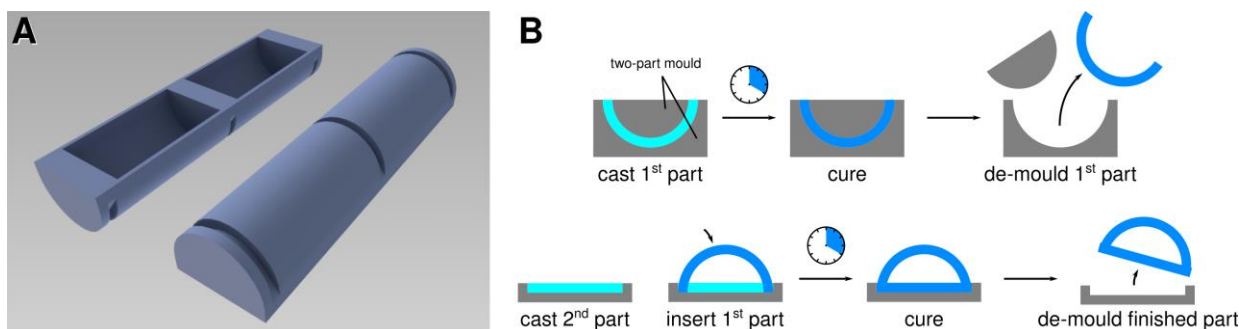 A
B
two-part mould
cast 1st part
cure
de-mould 1st part
cast 2nd part
insert 1st part
cure
de-mould finished part